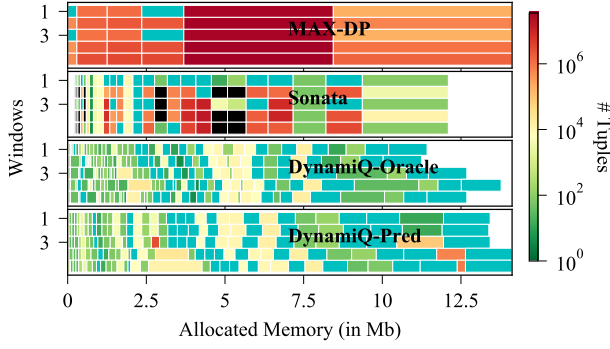 MAX-DP
1
3
Sonata
1
3
DynamiQ-Oracle
1
3
DynamiQ-Pred
1
3
Windows
0
2.5
5
7.5
10
12.5
Allocated Memory (in Mb)
10^6
10^4
10^2
10^0
# Tuples